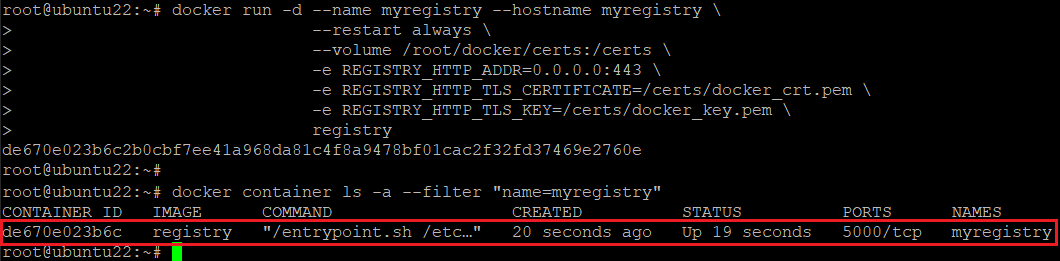 root@ubuntu22:~# docker run -d --name myregistry --hostname myregistry \
>                --restart always \
>                --volume /root/docker/certs:/certs \
>                -e REGISTRY_HTTP_ADDR=0.0.0.0:443 \
>                -e REGISTRY_HTTP_TLS_CERTIFICATE=/certs/docker_crt.pem \
>                -e REGISTRY_HTTP_TLS_KEY=/certs/docker_key.pem \
>                registry
de670e023b6c2b0cbf7ee41a968da81c4f8a9478bf01cac2f32fd37469e2760e
root@ubuntu22:~#
root@ubuntu22:~# docker container ls -a --filter "name=myregistry"
CONTAINER ID   IMAGE      COMMAND                  CREATED          STATUS          PORTS      NAMES
de670e023b6c   registry   "/entrypoint.sh /etc…"   20 seconds ago   Up 19 seconds   5000/tcp   myregistry
root@ubuntu22:~#